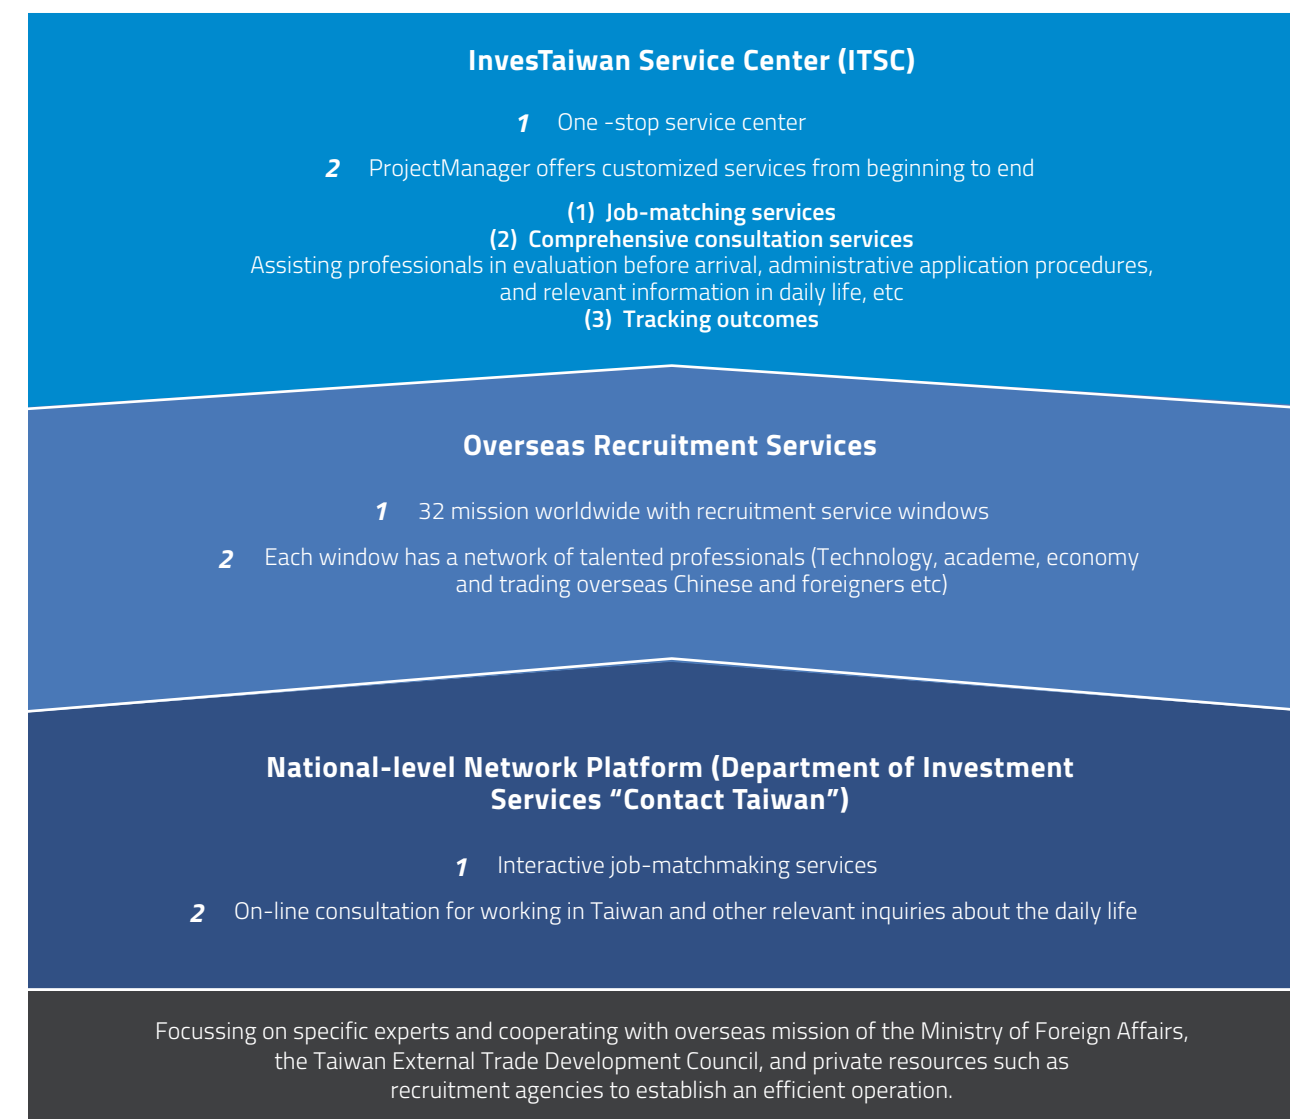 InvesTaiwan Service Center (ITSC)
1 One -stop service center
2 ProjectManager offers customized services from beginning to end
(1) Job-matching services
(2) Comprehensive consultation services
Assisting professionals in evaluation before arrival, administrative application procedures,
and relevant information in daily life, etc
(3) Tracking outcomes
Overseas Recruitment Services
1 32 mission worldwide with recruitment service windows
2 Each window has a network of talented professionals (Technology, academe, economy
and trading overseas Chinese and foreigners etc)
National-level Network Platform (Department of Investment
Services “Contact Taiwan”)
1 Interactive job-matchmaking services
2 On-line consultation for working in Taiwan and other relevant inquiries about the daily life
Focussing on specific experts and cooperating with overseas mission of the Ministry of Foreign Affairs,
the Taiwan External Trade Development Council, and private resources such as
recruitment agencies to establish an efficient operation.